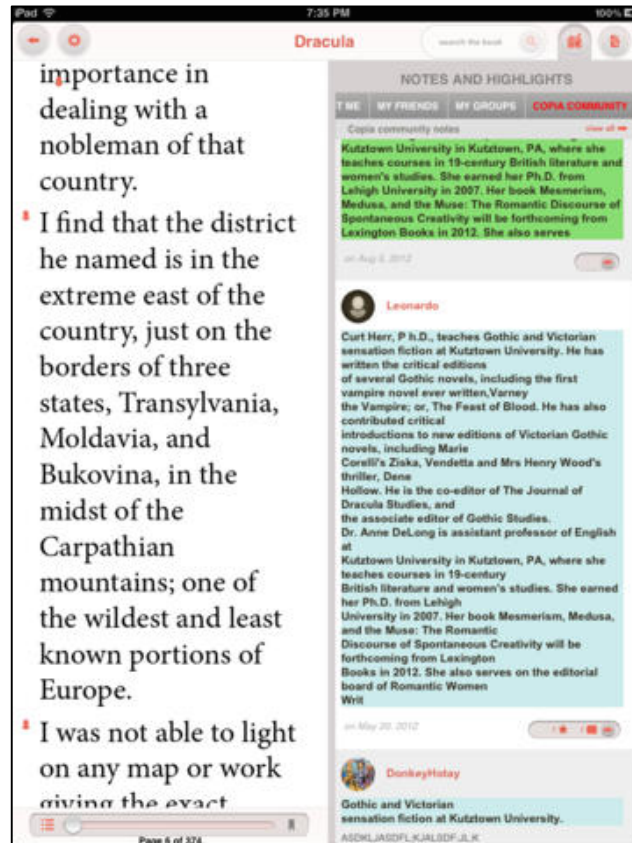 iPad
7:35 PM
100%
Dracula
search the book
importance in
dealing with a
nobleman of that
country.
I find that the district
he named is in the
extreme east of the
country, just on the
borders of three
states, Transylvania,
Moldavia, and
Bukovina, in the
midst of the
Carpathian
mountains; one of
the wildest and least
known portions of
Europe.
I was not able to light
on any map or work
giving the exact
Page 6 of 374
NOTES AND HIGHLIGHTS
T ME MY FRIENDS MY GROUPS COPIA COMMUNITY
Copia community notes view all
Kutztown University in Kutztown, PA, where she
teaches courses in 19-century British literature and
women's studies. She earned her Ph.D. from
Lehigh University in 2007. Her book Mesmerism,
Medusa, and the Muse: The Romantic Discourse of
Spontaneous Creativity will be forthcoming from
Lexington Books in 2012. She also serves
on Aug 5, 2012
Leonardo
Curt Herr, P h.D., teaches Gothic and Victorian
sensation fiction at Kutztown University. He has
written the critical editions
of several Gothic novels, including the first
vampire novel ever written,Varney
the Vampire; or, The Feast of Blood. He has also
contributed critical
introductions to new editions of Victorian Gothic
novels, including Marie
Corelli's Ziska, Vendetta and Mrs Henry Wood's
thriller, Dene
Hollow. He is the co-editor of The Journal of
Dracula Studies, and
the associate editor of Gothic Studies.
Dr. Anne DeLong is assistant professor of English
at
Kutztown University in Kutztown, PA, where she
teaches courses in 19-century
British literature and women's studies. She earned
her Ph.D. from Lehigh
University in 2007. Her book Mesmerism, Medusa,
and the Muse: The Romantic
Discourse of Spontaneous Creativity will be
forthcoming from Lexington
Books in 2012. She also serves on the editorial
board of Romantic Women
Writ
on May 20, 2012
1 1
DonkeyHotay
Gothic and Victorian
sensation fiction at Kutztown University.